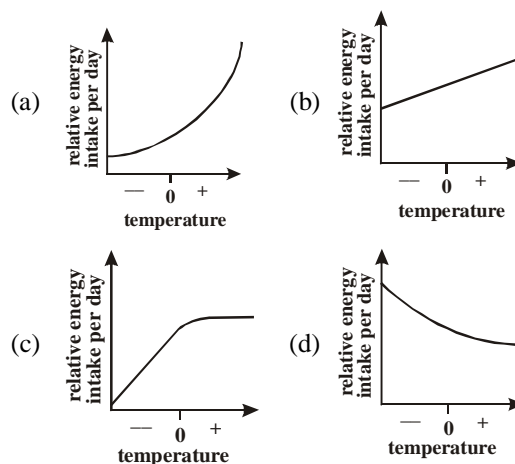 (a)
relative energy
intake per day
— 0 +
temperature
(b)
relative energy
intake per day
— 0 +
temperature
(c)
relative energy
intake per day
— 0 +
temperature
(d)
relative energy
intake per day
— 0 +
temperature